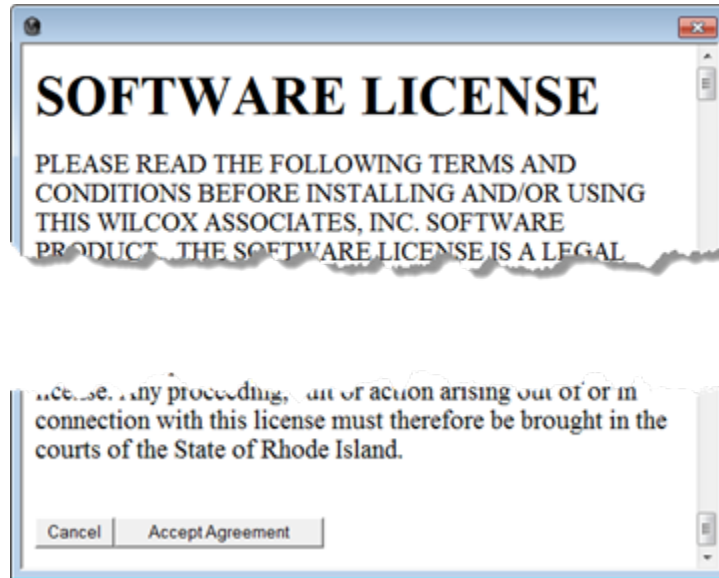 SOFTWARE LICENSE
PLEASE READ THE FOLLOWING TERMS AND
CONDITIONS BEFORE INSTALLING AND/OR USING
THIS WILCOX ASSOCIATES, INC. SOFTWARE
PRODUCT. THE SOFTWARE LICENSE IS A LEGAL
license. Any proceeding, suit or action arising out of or in
connection with this license must therefore be brought in the
courts of the State of Rhode Island.
Cancel Accept Agreement